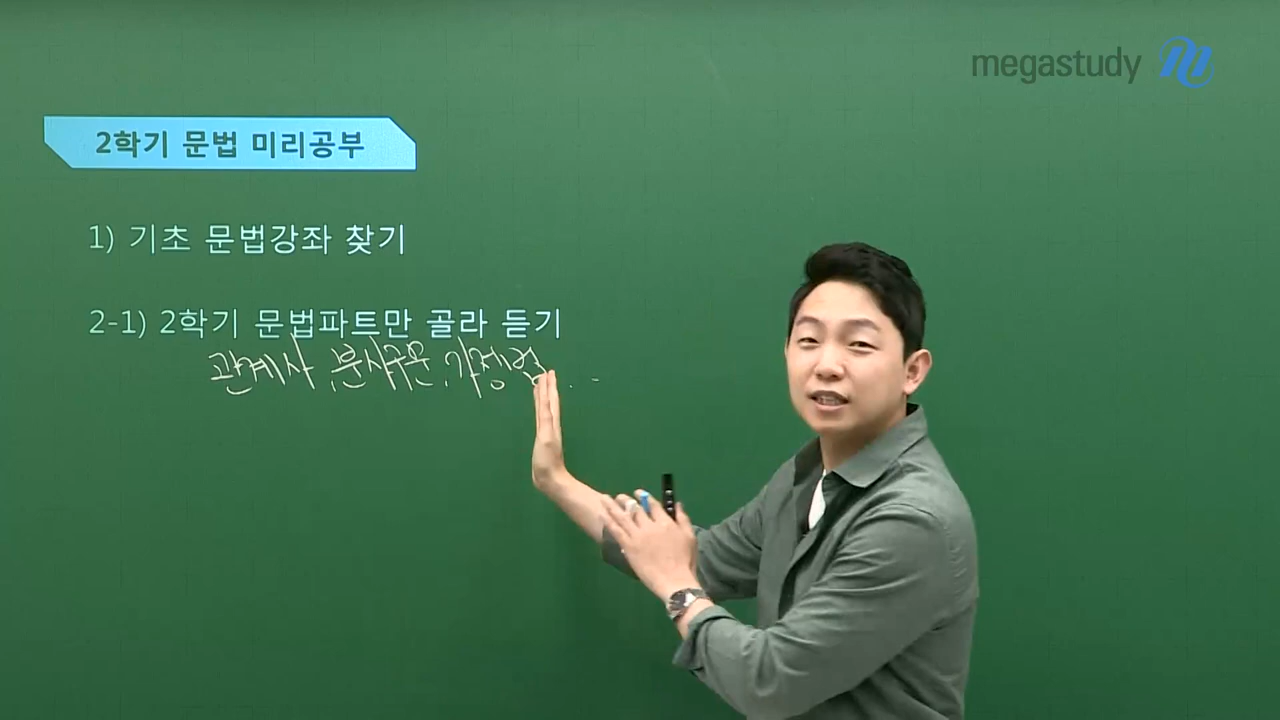 megastudy
2학기 문법 미리공부
1) 기초 문법강좌 찾기
2-1) 2학기 문법파트만 골라 듣기
관계사, 분사구문, 가정법 ...